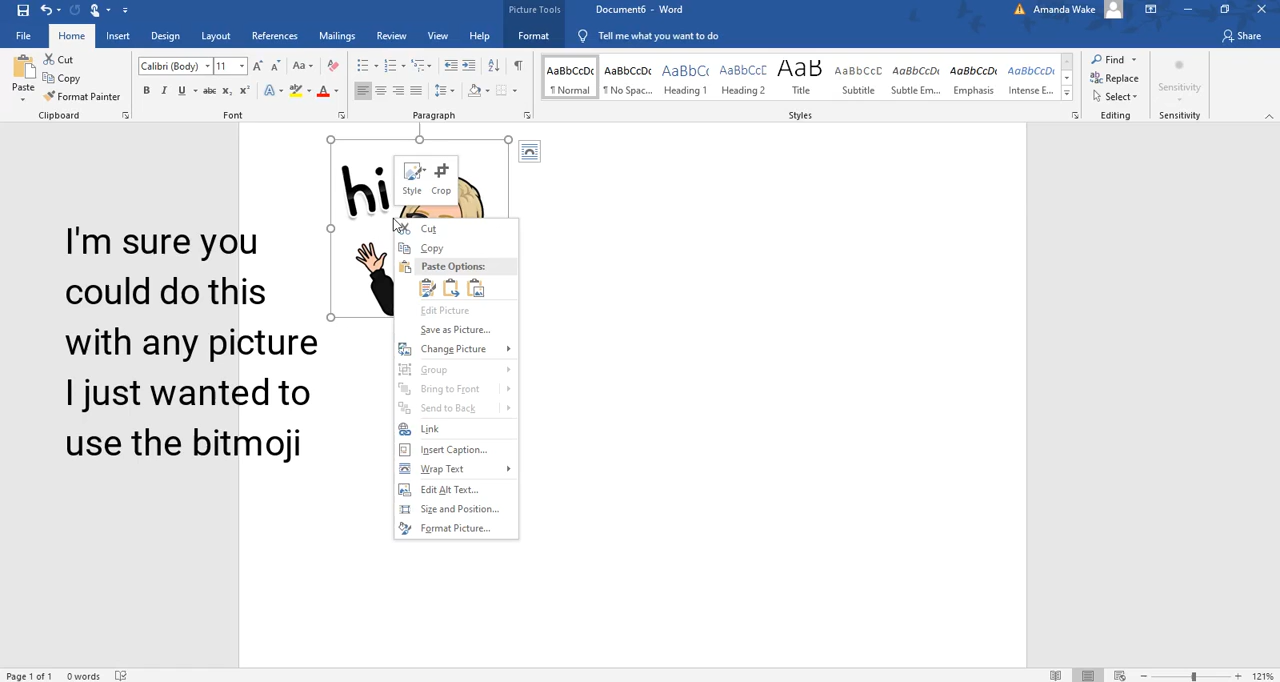 Picture Tools
Document6 - Word
Amanda Wake
File Home Insert Design Layout References Mailings Review View Help Format Tell me what you want to do Share
Paste
Cut
Copy
Format Painter
Clipboard
Calibri (Body) 11
Font
Paragraph
AaBbCcDc AaBbCcDc AaBbCc AaBbCcC AaB AaBbCcC AaBbCcDc AaBbCcDc AaBbCcDc
¶ Normal ¶ No Spac... Heading 1 Heading 2 Title Subtitle Subtle Em... Emphasis Intense E...
Styles
Find
Replace
Select
Editing
Sensitivity
Sensitivity
hi
Style Crop
Cut
Copy
Paste Options:
Edit Picture
Save as Picture...
Change Picture
Group
Bring to Front
Send to Back
Link
Insert Caption...
Wrap Text
Edit Alt Text...
Size and Position...
Format Picture...
I'm sure you
could do this
with any picture
I just wanted to
use the bitmoji
Page 1 of 1 0 words
121%